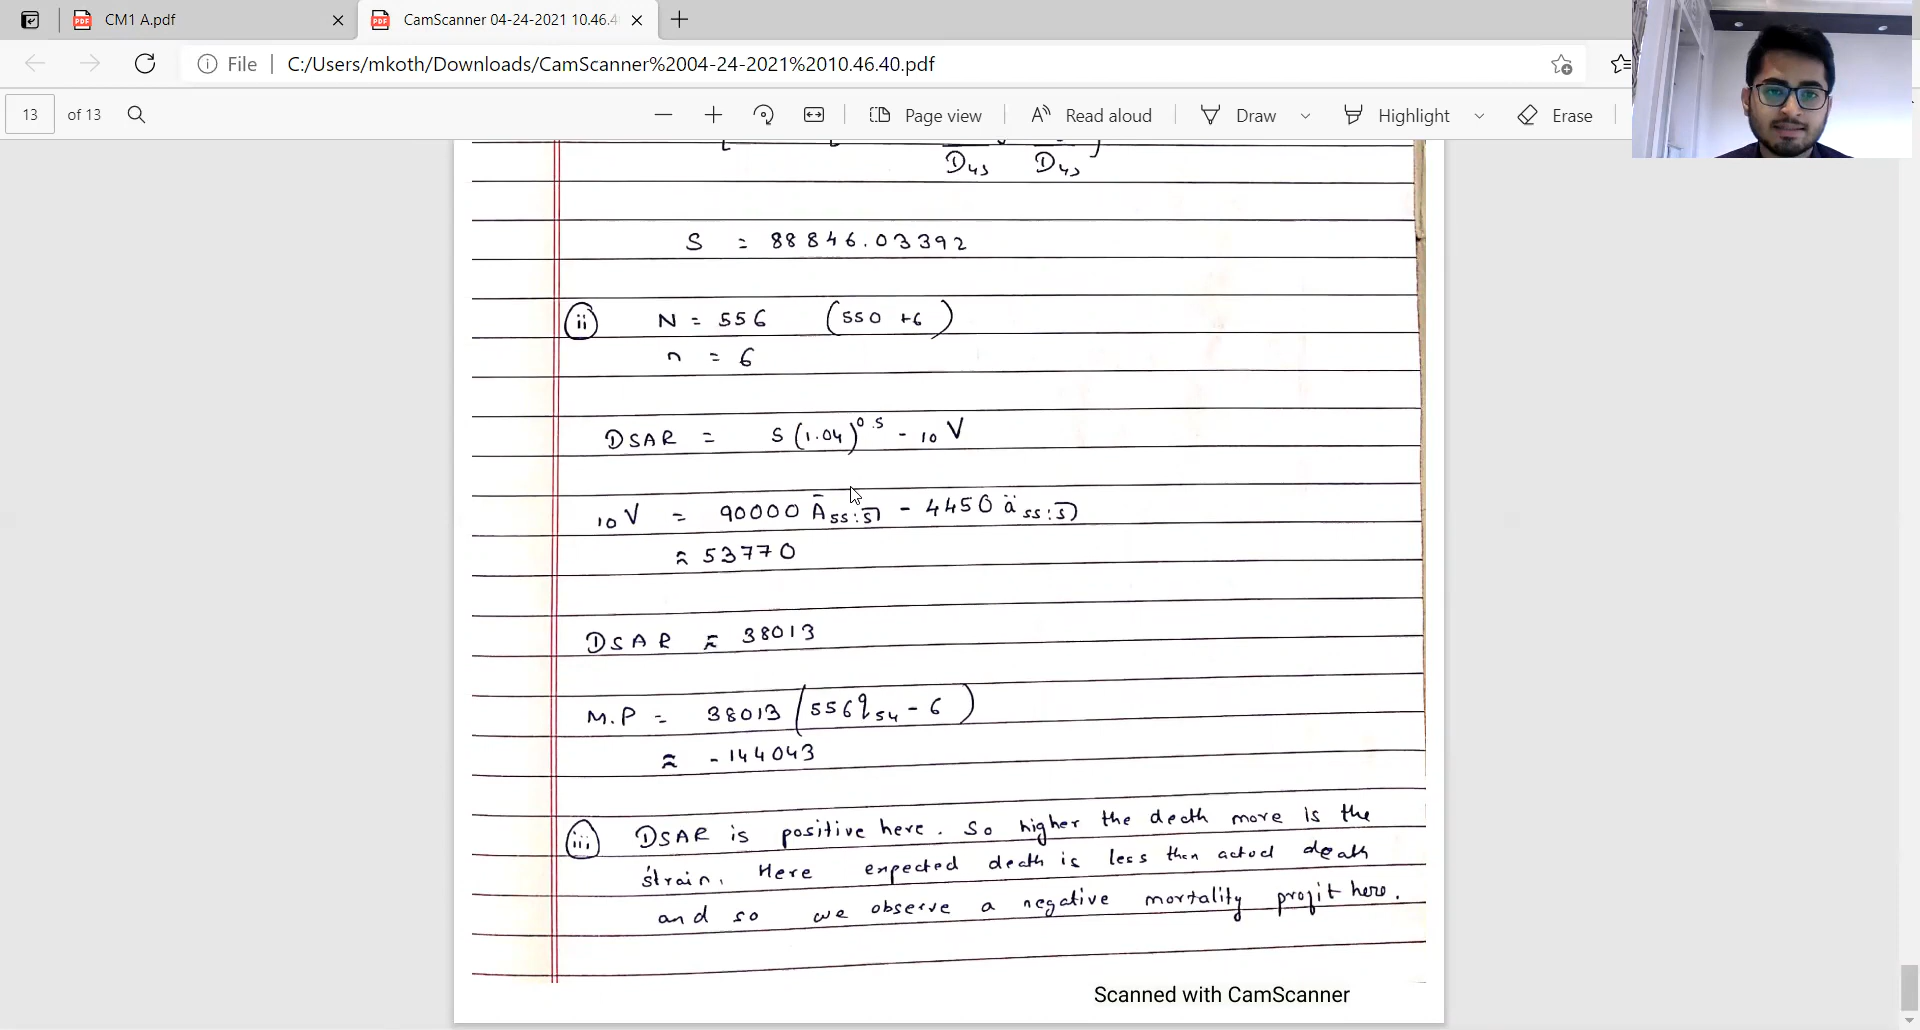 CM1 A.pdf
CamScanner 04-24-2021 10.46.4
File
C:/Users/mkoth/Downloads/CamScanner%2004-24-2021%2010.46.40.pdf
13 of 13
Page view
Read aloud
Draw
Highlight
Erase
D₄₅ D₄₅
S = 88846.03392
ii N = 556 (550 +6)
n = 6
DSAR = S(1.04)^0.5 - ₁₀V
₁₀V = 90000 Ā₅₅:₅̅| - 4450 ä₅₅:₅̅|
≈ 53770
DSAR ≈ 38013
M.P = 38013 (556q₅₄ - 6)
≈ -144043
iii DSAR is positive here. So higher the death more is the
strain. Here expected death is less then actual death
and so we observe a negative mortality profit here.
Scanned with CamScanner